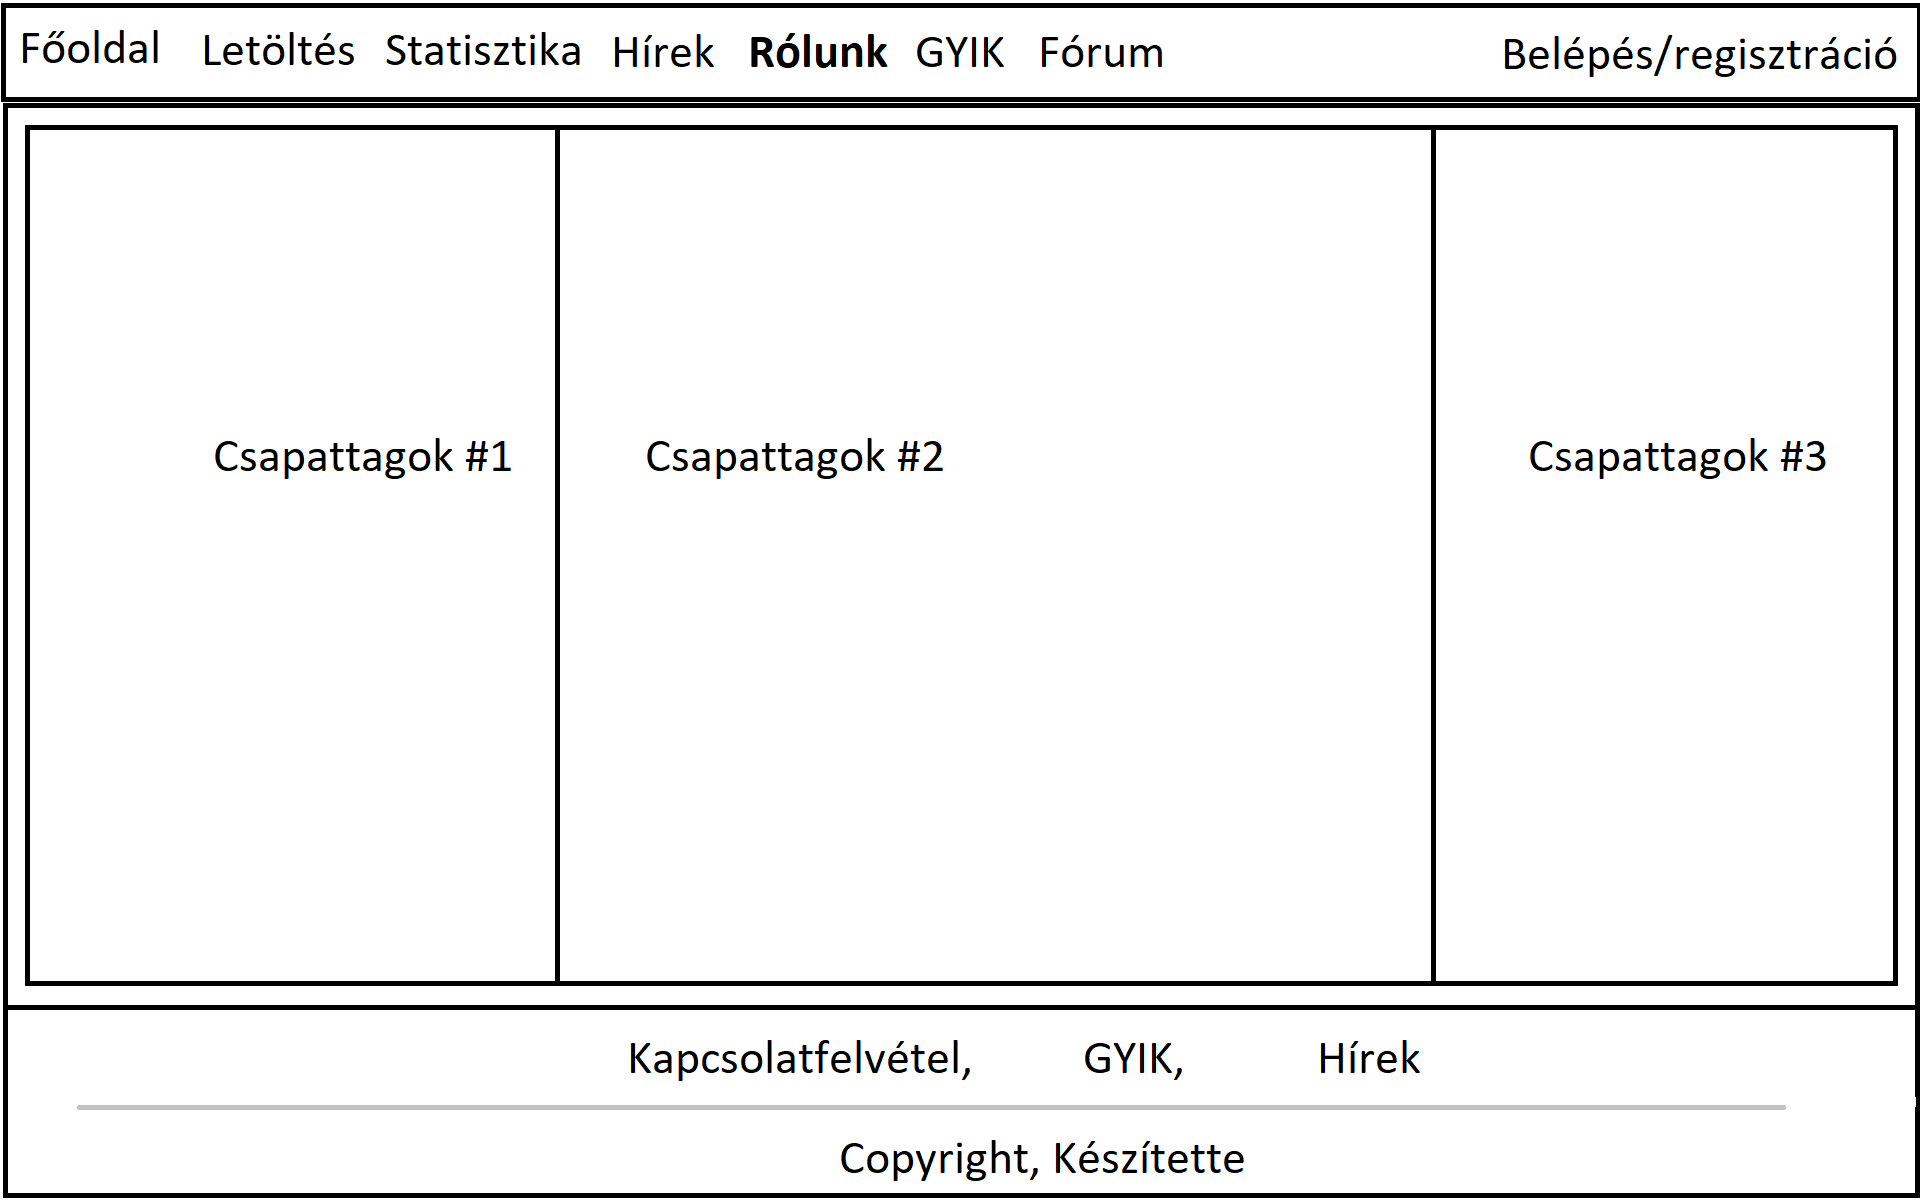 Főoldal Letöltés Statisztika Hírek Rólunk GYIK Fórum Belépés/regisztráció
Csapattagok #1 Csapattagok #2 Csapattagok #3
Kapcsolatfelvétel, GYIK, Hírek
Copyright, Készítette